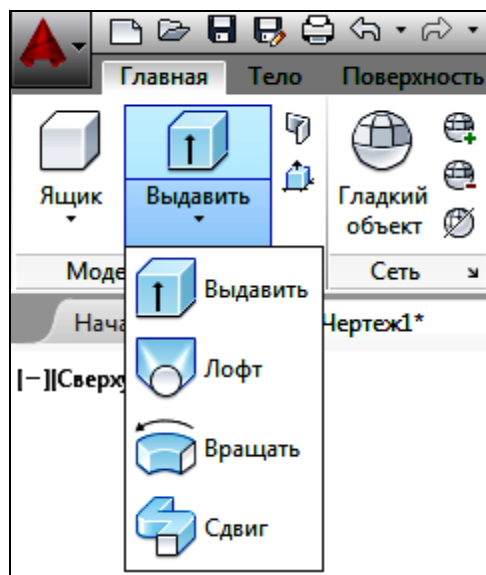 Главная Тело Поверхность
Ящик Выдавить Гладкий объект
Моде Сеть
Выдавить
Нача Чертеж1*
[−]|Сверху
Лофт
Вращать
Сдвиг